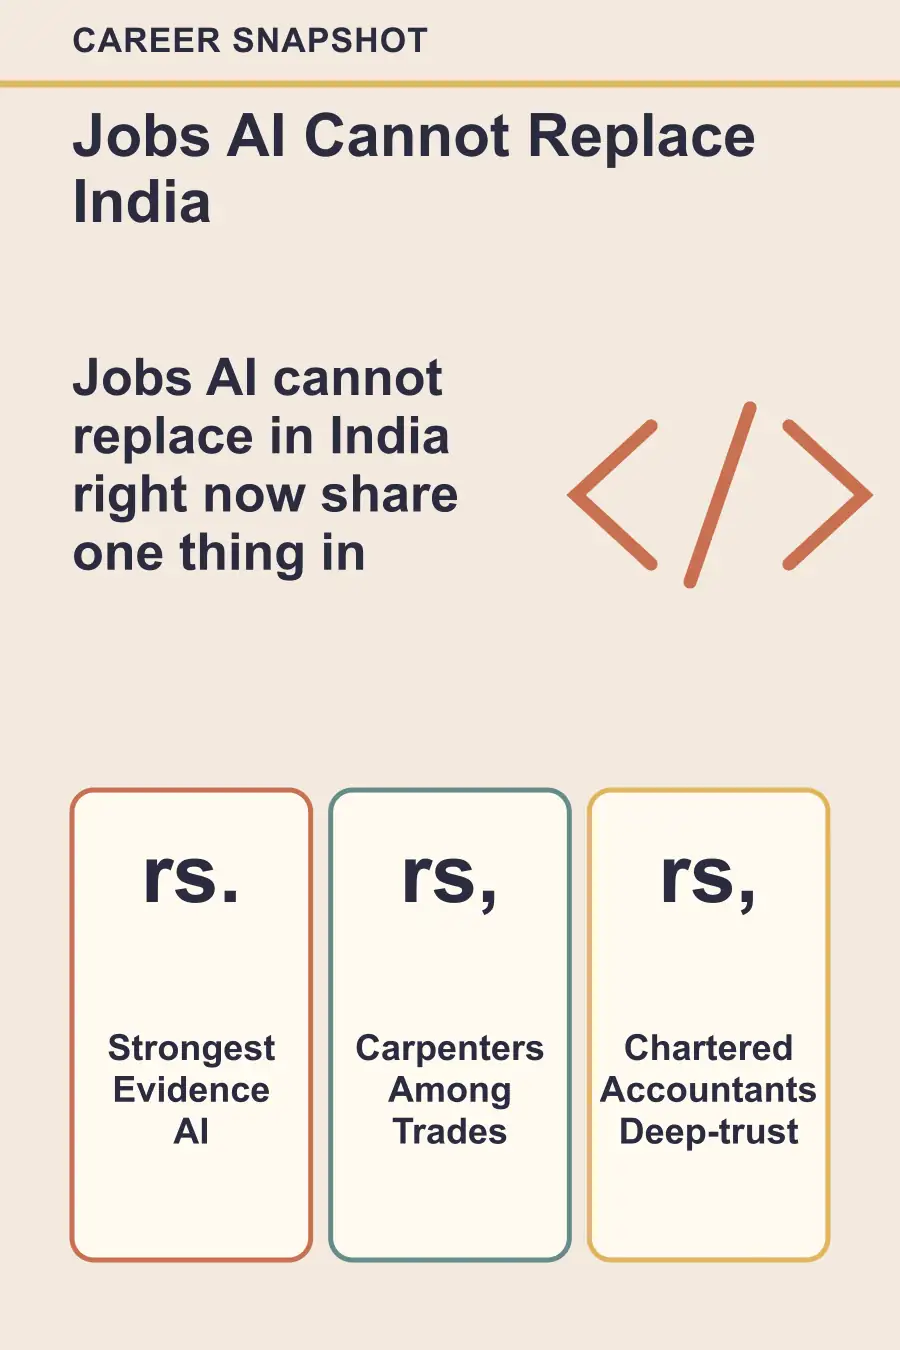 CAREER SNAPSHOT
Jobs AI Cannot Replace
India
Jobs AI cannot
replace in India
right now share
one thing in
</>
rs.
Strongest
Evidence
AI
rs,
Carpenters
Among
Trades
rs,
Chartered
Accountants
Deep-trust